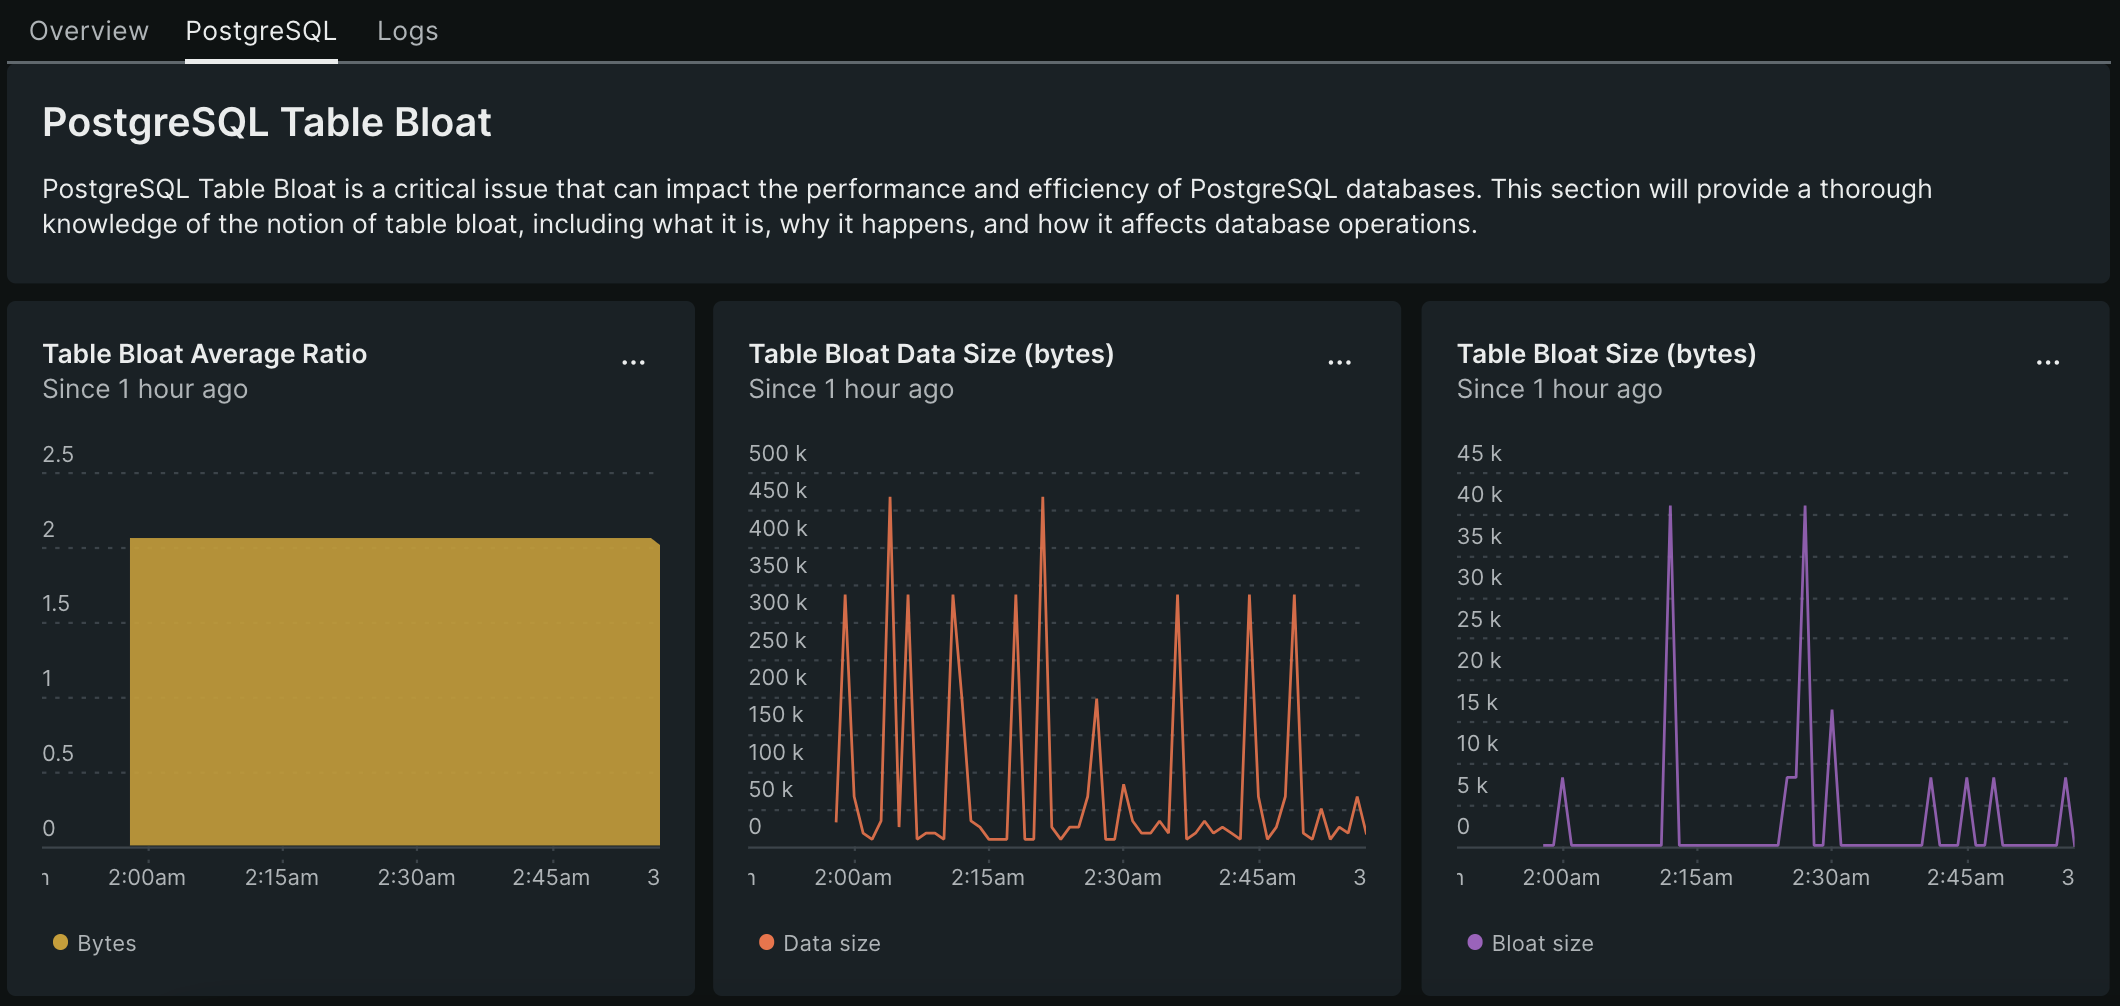 Overview PostgreSQL Logs
PostgreSQL Table Bloat
PostgreSQL Table Bloat is a critical issue that can impact the performance and efficiency of PostgreSQL databases. This section will provide a thorough
knowledge of the notion of table bloat, including what it is, why it happens, and how it affects database operations.
Table Bloat Average Ratio
...
Since 1 hour ago
2.5
2
1.5
1
0.5
0
2:00am 2:15am 2:30am 2:45am 3
Bytes
Table Bloat Data Size (bytes)
...
Since 1 hour ago
500 k
450 k
400 k
350 k
300 k
250 k
200 k
150 k
100 k
50 k
0
2:00am 2:15am 2:30am 2:45am 3
Data size
Table Bloat Size (bytes)
...
Since 1 hour ago
45 k
40 k
35 k
30 k
25 k
20 k
15 k
10 k
5 k
0
2:00am 2:15am 2:30am 2:45am 3
Bloat size